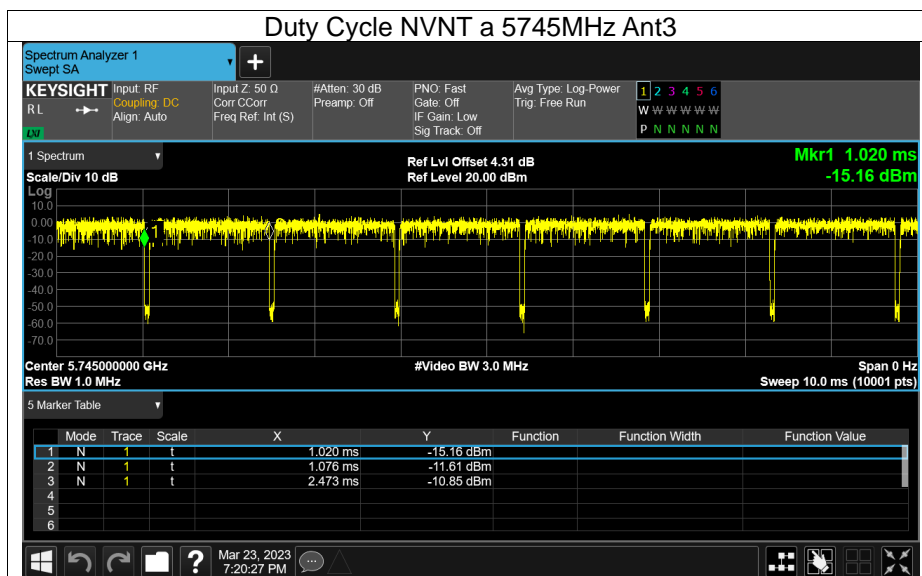 Duty Cycle NVNT a 5745MHz Ant3
Spectrum Analyzer 1
Swept SA
KEYSIGHT Input: RF Input Z: 50 Ω #Atten: 30 dB PNO: Fast Avg Type: Log-Power 1 2 3 4 5 6
RL Coupling: DC Corr CCorr Preamp: Off Gate: Off Trig: Free Run W W W W W W
Align: Auto Freq Ref: Int (S) IF Gain: Low
LXI Sig Track: Off P N N N N N
1 Spectrum Ref Lvl Offset 4.31 dB Mkr1 1.020 ms
Scale/Div 10 dB Ref Level 20.00 dBm -15.16 dBm
Log
10.0
0.00
-10.0
-20.0
-30.0
-40.0
-50.0
-60.0
-70.0
1
Center 5.745000000 GHz #Video BW 3.0 MHz Span 0 Hz
Res BW 1.0 MHz Sweep 10.0 ms (10001 pts)
5 Marker Table
Mode Trace Scale X Y Function Function Width Function Value
1 N 1 t 1.020 ms -15.16 dBm
2 N 1 t 1.076 ms -11.61 dBm
3 N 1 t 2.473 ms -10.85 dBm
4
5
6
? Mar 23, 2023
7:20:27 PM